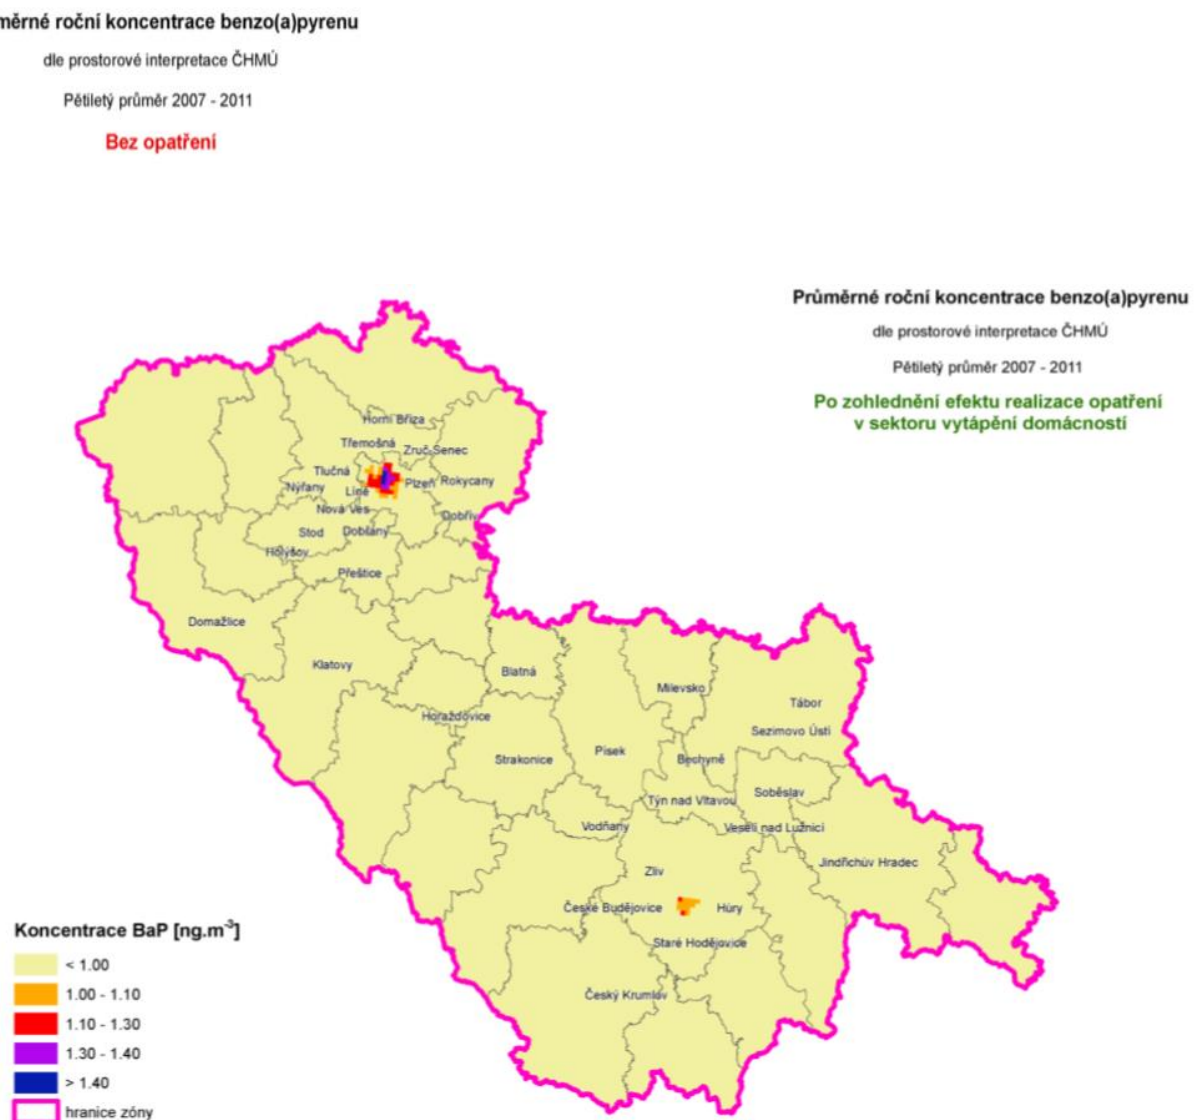 měrné roční koncentrace benzo(a)pyrenu
dle prostorové interpretace ČHMÚ
Pětiletý průměr 2007 - 2011
Bez opatření
Průměrné roční koncentrace benzo(a)pyrenu
dle prostorové interpretace ČHMÚ
Pětiletý průměr 2007 - 2011
Po zohlednění efektu realizace opatření
v sektoru vytápění domácností
Horní Bříza
Třemošná
Zruč-Senec
Tlučná
Nýřany
Líně
Plzeň
Rokycany
Nová Ves
Dobřív
Stod
Dobřany
Holýšov
Přeštice
Domažlice
Klatovy
Blatná
Milevsko
Tábor
Horažďovice
Sezimovo Ústí
Strakonice
Písek
Bechyně
Soběslav
Týn nad Vltavou
Vodňany
Veselí nad Lužnicí
Jindřichův Hradec
Zliv
České Budějovice
Hůry
Staré Hodějovice
Český Krumlov
Koncentrace BaP [ng.m⁻³]
< 1.00
1.00 - 1.10
1.10 - 1.30
1.30 - 1.40
> 1.40
hranice zóny